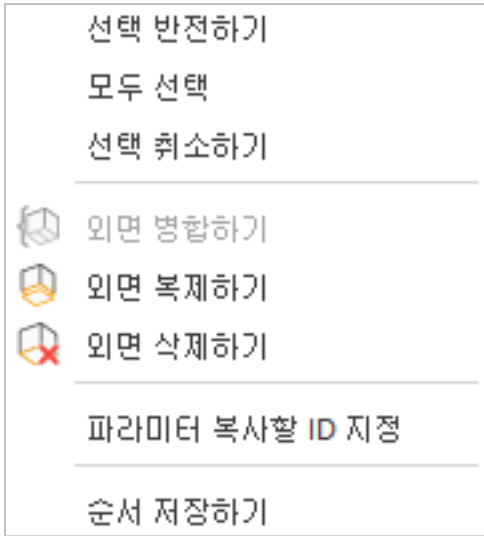 선택 반전하기
모두 선택
선택 취소하기
외면 병합하기
외면 복제하기
외면 삭제하기
파라미터 복사할 ID 지정
순서 저장하기